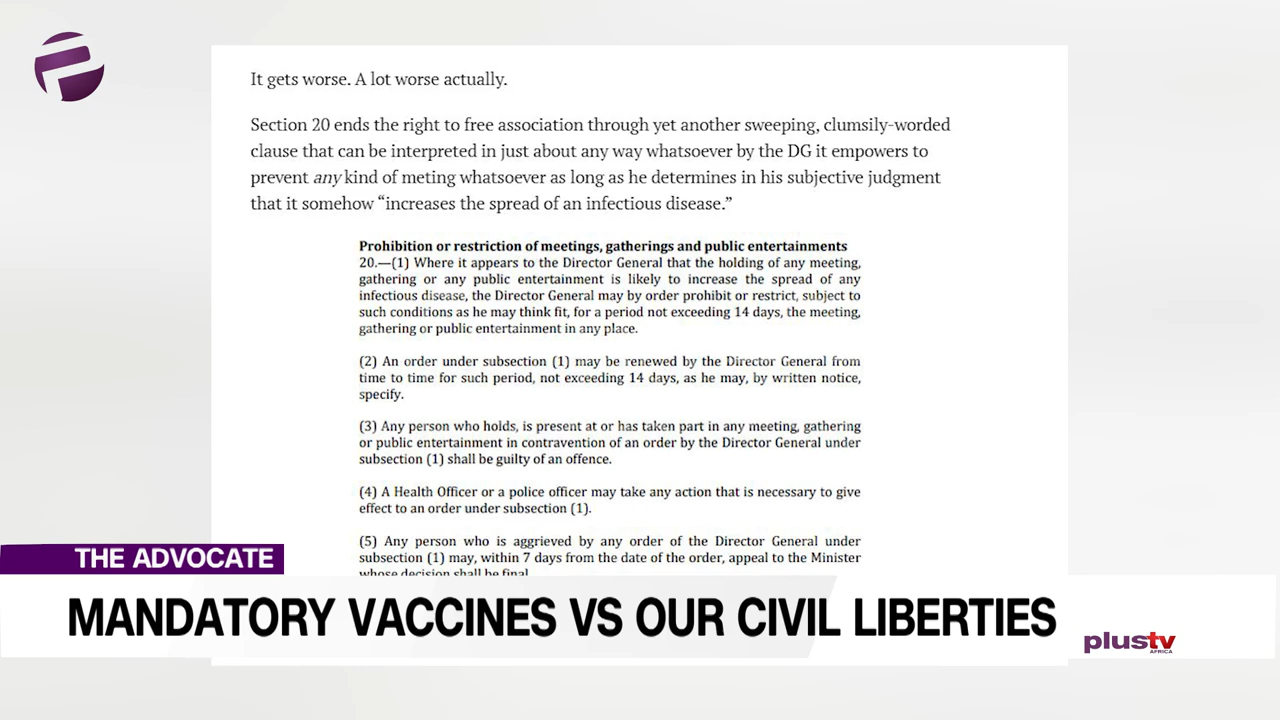 It gets worse. A lot worse actually.
Section 20 ends the right to free association through yet another sweeping, clumsily-worded
clause that can be interpreted in just about any way whatsoever by the DG it empowers to
prevent any kind of meting whatsoever as long as he determines in his subjective judgment
that it somehow “increases the spread of an infectious disease.”
Prohibition or restriction of meetings, gatherings and public entertainments
20.—(1) Where it appears to the Director General that the holding of any meeting,
gathering or any public entertainment is likely to increase the spread of any
infectious disease, the Director General may by order prohibit or restrict, subject to
such conditions as he may think fit, for a period not exceeding 14 days, the meeting,
gathering or public entertainment in any place.
(2) An order under subsection (1) may be renewed by the Director General from
time to time for such period, not exceeding 14 days, as he may, by written notice,
specify.
(3) Any person who holds, is present at or has taken part in any meeting, gathering
or public entertainment in contravention of an order by the Director General under
subsection (1) shall be guilty of an offence.
(4) A Health Officer or a police officer may take any action that is necessary to give
effect to an order under subsection (1).
(5) Any person who is aggrieved by any order of the Director General under
subsection (1) may, within 7 days from the date of the order, appeal to the Minister
whose decision shall be final
THE ADVOCATE
MANDATORY VACCINES VS OUR CIVIL LIBERTIES
plustv
AFRICA